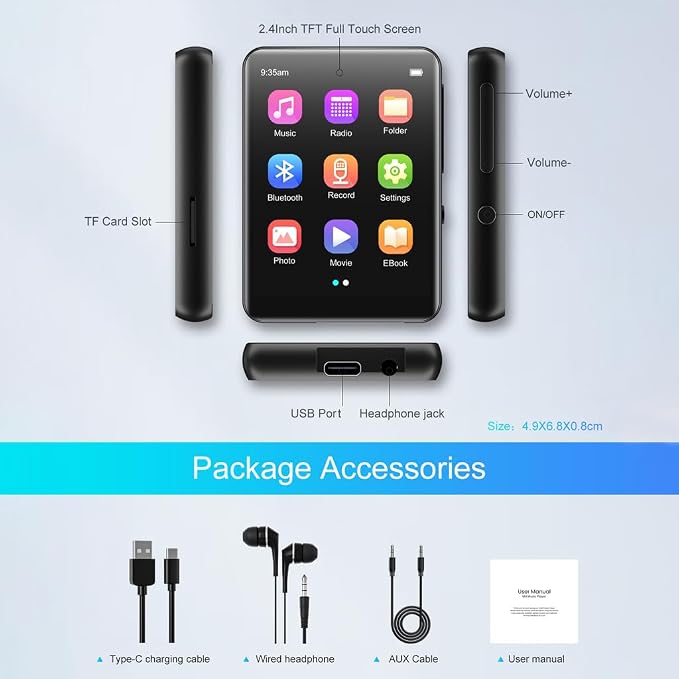 2.4Inch TFT Full Touch Screen
9:35am
Music
Radio
Folder
Bluetooth
Record
Settings
Photo
Movie
EBook
TF Card Slot
Volume+
Volume-
ON/OFF
USB Port
Headphone jack
Size: 4.9X6.8X0.8cm
Package Accessories
User Manual
Type-C charging cable
Wired headphone
AUX Cable
User manual